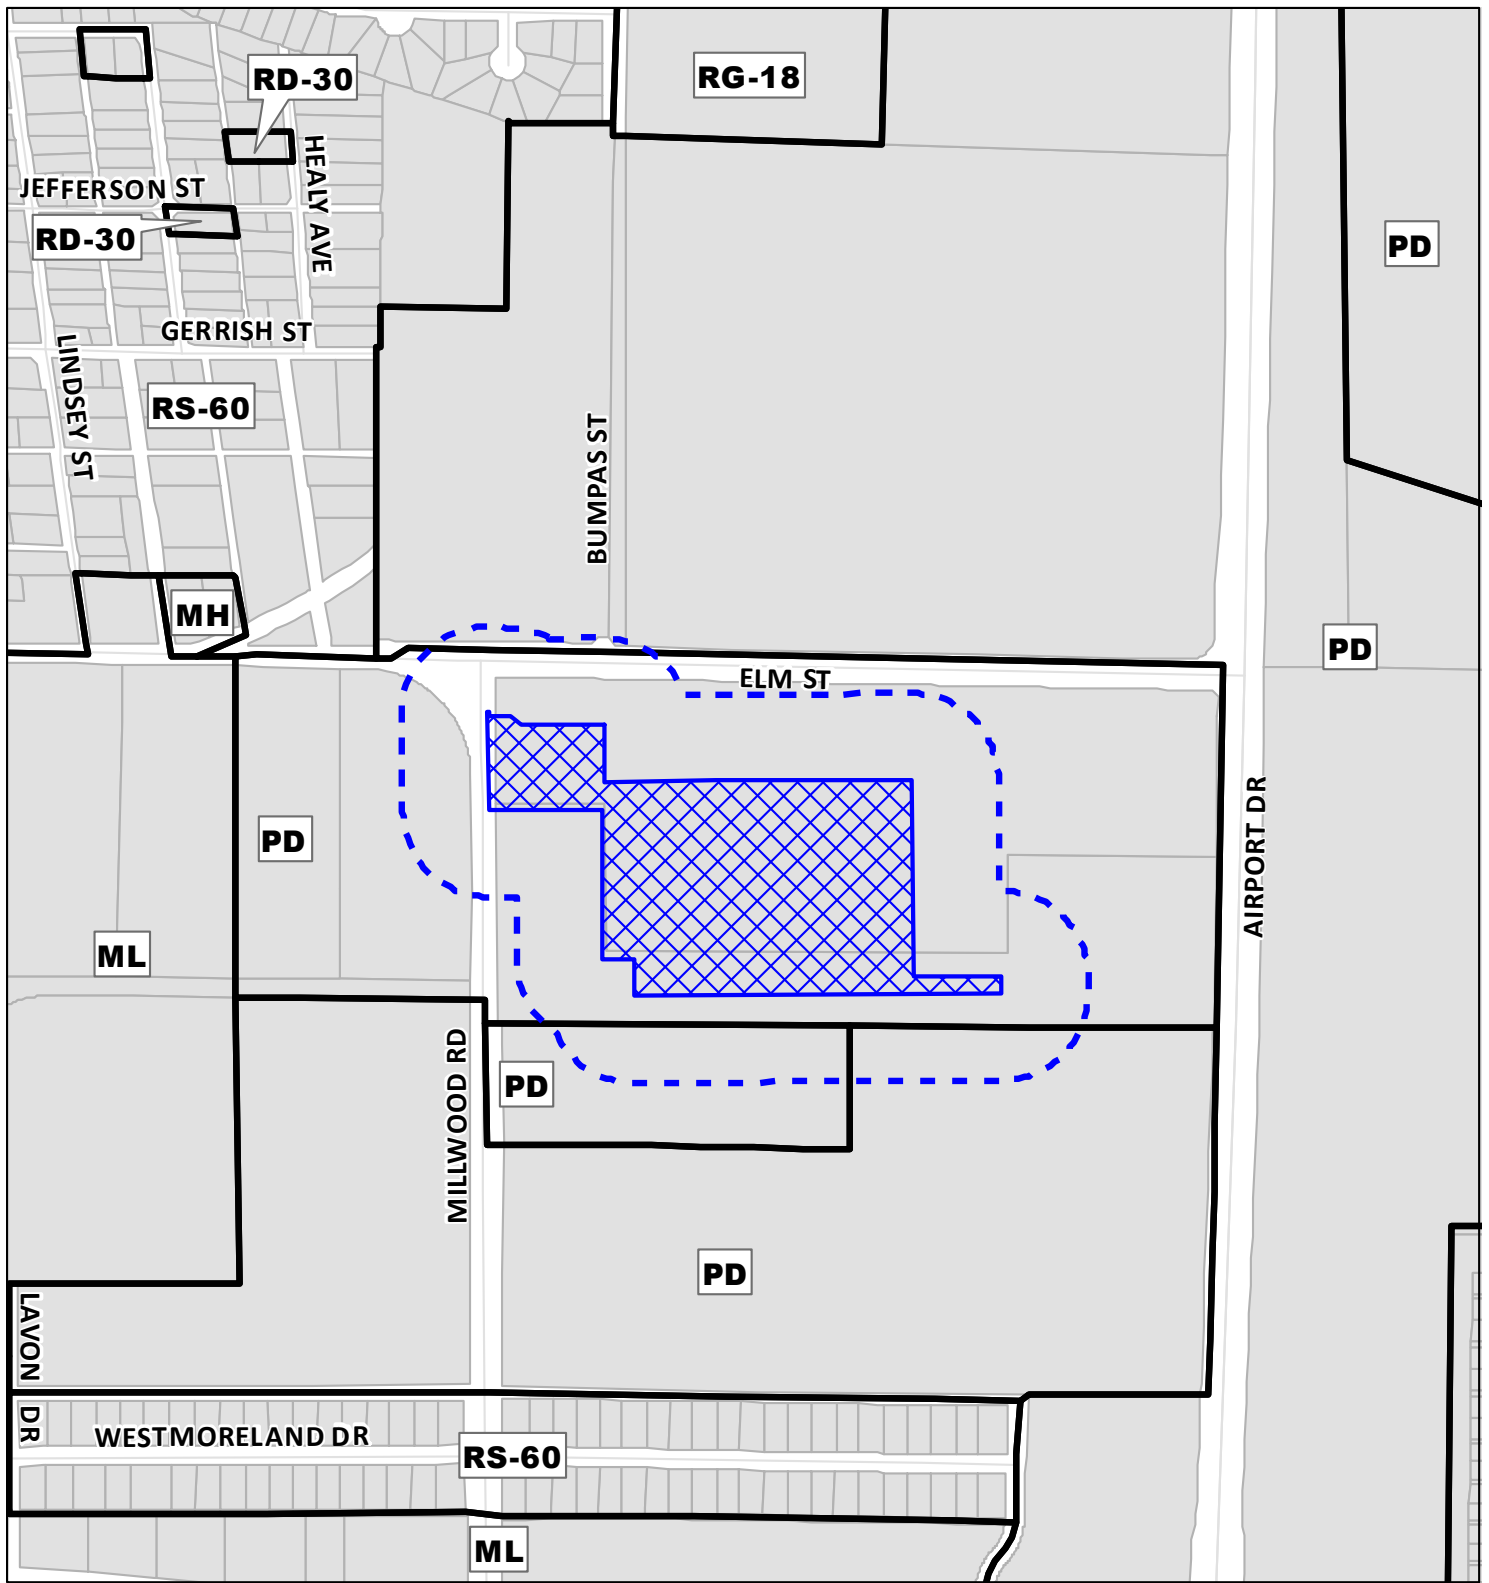 RG-18
RD-30
HEALY AVE
JEFFERSON ST
RD-30
PD
GERRISH ST
LINDSEY ST
RS-60
BUMPAS ST
MH
PD
ELM ST
PD
AIRPORT DR
ML
MILLWOOD RD
PD
PD
LAVON DR
WESTMORELAND DR
RS-60
ML